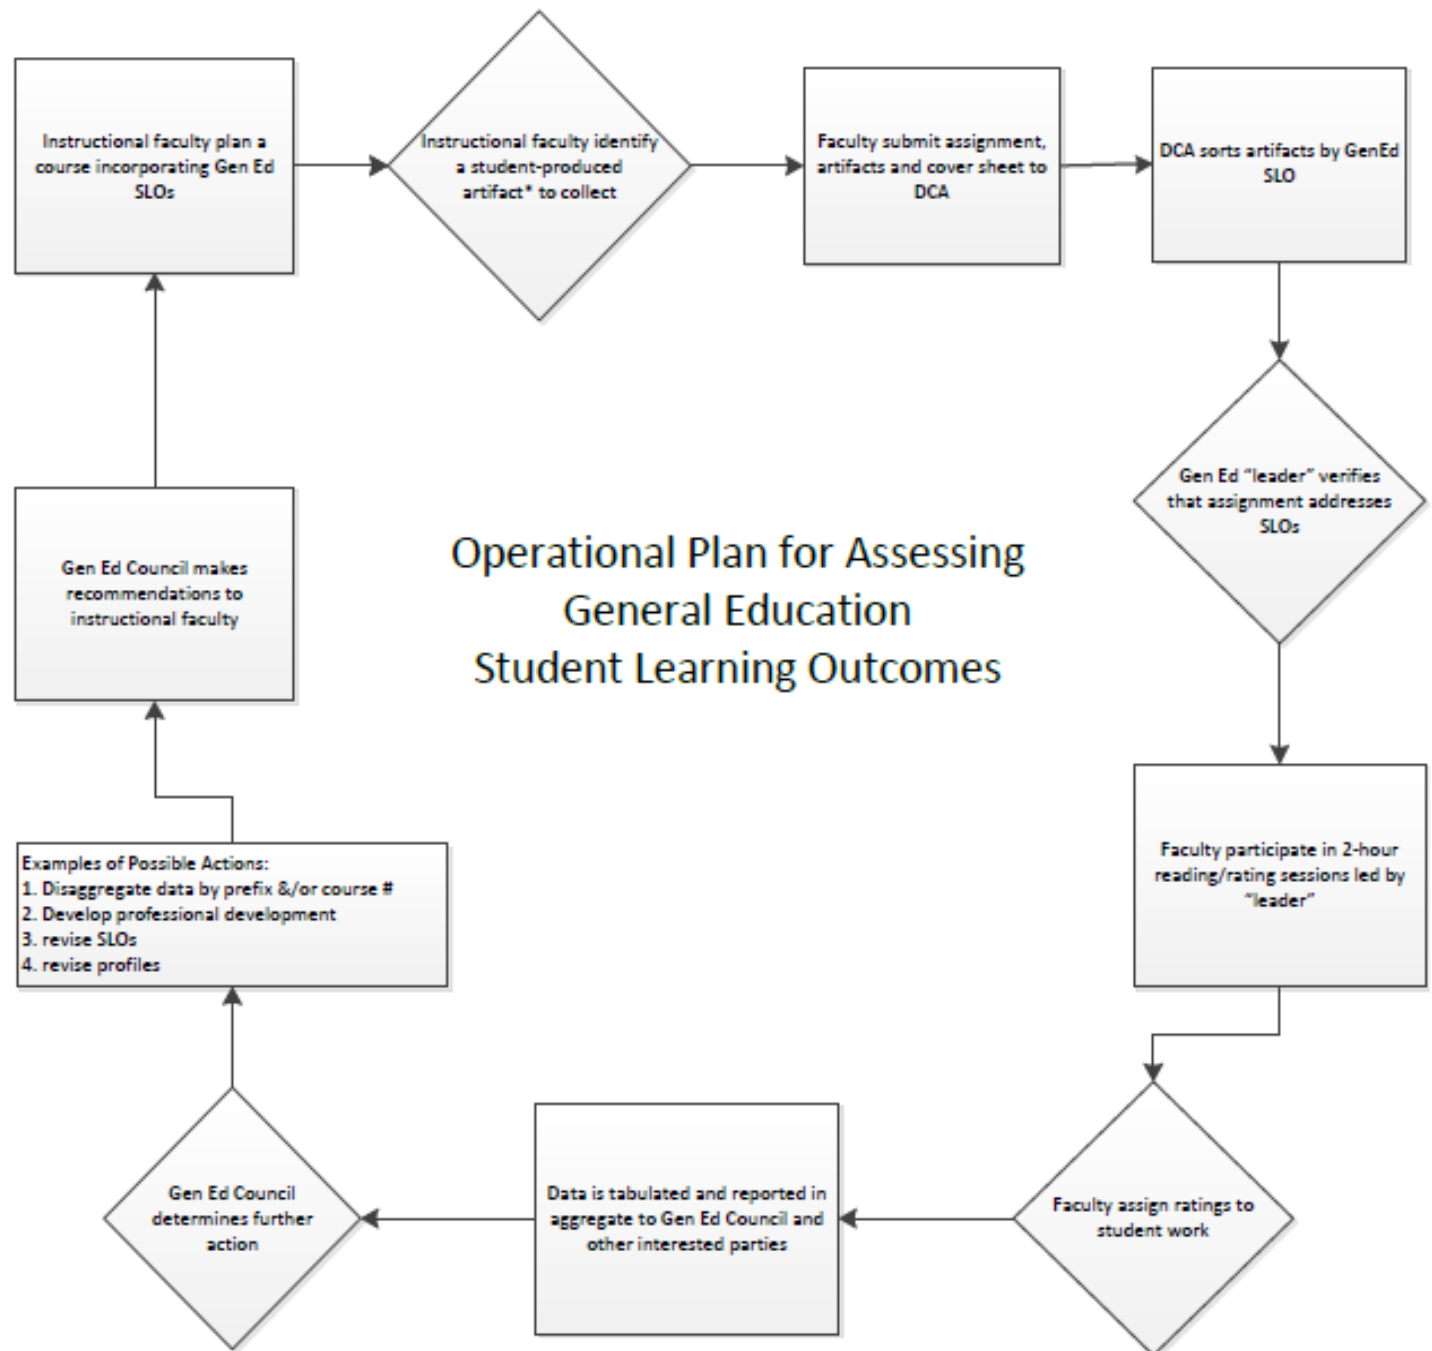 Instructional faculty plan a
course incorporating Gen Ed
SLOs
Instructional faculty identify
a student-produced
artifact* to collect
Faculty submit assignment,
artifacts and cover sheet to
DCA
DCA sorts artifacts by GenEd
SLO
Gen Ed “leader” verifies
that assignment addresses
SLOs
Faculty participate in 2-hour
reading/rating sessions led by
“leader”
Faculty assign ratings to
student work
Data is tabulated and reported in
aggregate to Gen Ed Council and
other interested parties
Gen Ed Council
determines further
action
Examples of Possible Actions:
1. Disaggregate data by prefix &/or course #
2. Develop professional development
3. revise SLOs
4. revise profiles
Gen Ed Council makes
recommendations to
instructional faculty
Operational Plan for Assessing
General Education
Student Learning Outcomes